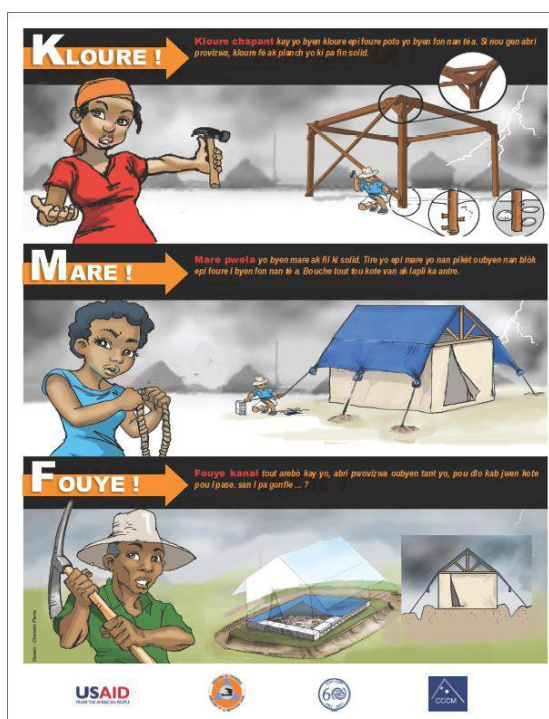 KLOURE !
Kloure chapant kay yo byen kloure epi foure poto yo byen fon nan tèa. Si nou gen abri
provizwa, kloure fè ak planch yo ki pa fin solid.
MARE !
Mare pwela yo byen mare ak fil ki solid. Tire yo epi mare yo nan pikèt oubyen nan blòk
epi foure l byen fon nan tè a. Bouche tout tou kote van ak lapli ka antre.
FOUYE !
Fouye kanal tout arebò kay yo, abri pwovizwa oubyen tant yo, pou dlo kab jwen kote
pou l pase. san l pa gonfle ... ?
USAID
FROM THE AMERICAN PEOPLE
CCCM